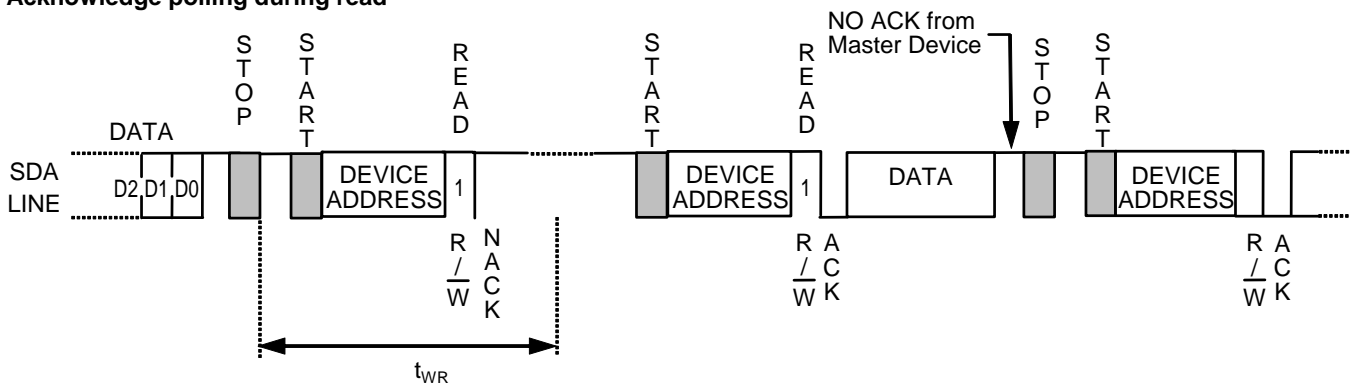 Acknowledge polling during read
NO ACK from
Master Device
STOP
START
READ
START
READ
STOP
START
DATA
SDA
LINE
D2 D1 D0
DEVICE
ADDRESS
1
DEVICE
ADDRESS
1
DATA
DEVICE
ADDRESS
R/W
NACK
R/W
ACK
R/W
ACK
tWR